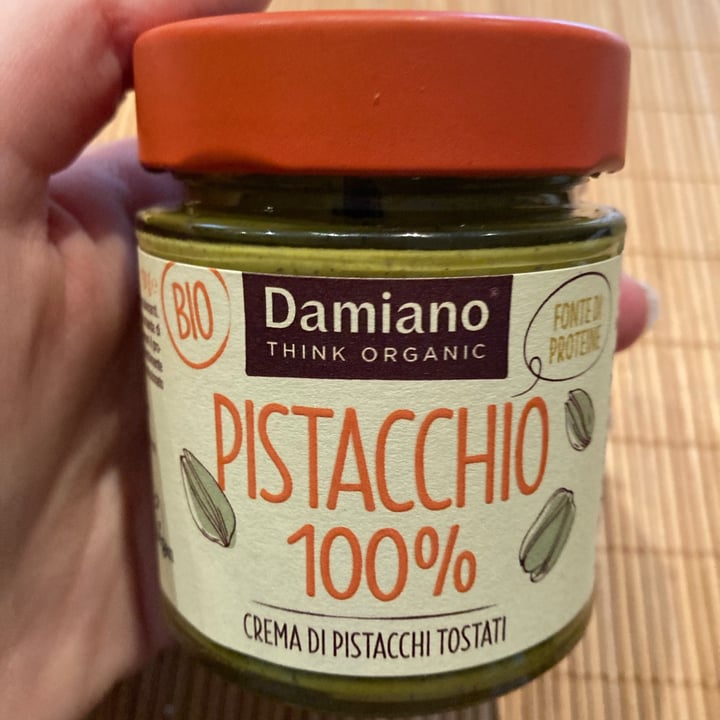 BIO
Damiano
THINK ORGANIC
FONTE DI
PROTEINE
PISTACCHIO
100%
CREMA DI PISTACCHI TOSTATI